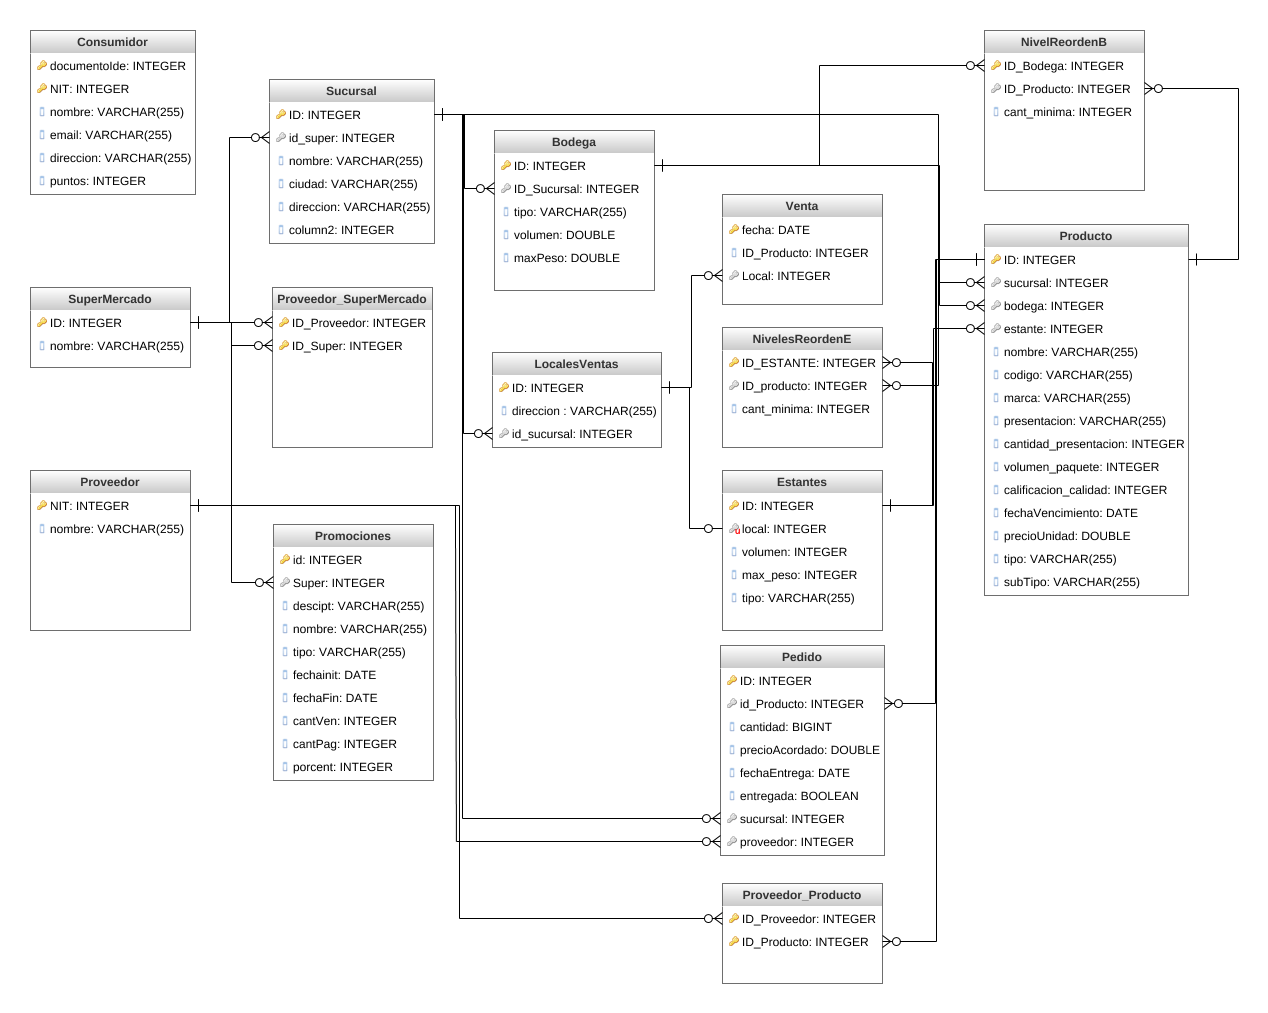 Consumidor
documentoIde: INTEGER
NIT: INTEGER
nombre: VARCHAR(255)
email: VARCHAR(255)
direccion: VARCHAR(255)
puntos: INTEGER
Sucursal
ID: INTEGER
id_super: INTEGER
nombre: VARCHAR(255)
ciudad: VARCHAR(255)
direccion: VARCHAR(255)
column2: INTEGER
Bodega
ID: INTEGER
ID_Sucursal: INTEGER
tipo: VARCHAR(255)
volumen: DOUBLE
maxPeso: DOUBLE
NivelReordenB
ID_Bodega: INTEGER
ID_Producto: INTEGER
cant_minima: INTEGER
Venta
fecha: DATE
ID_Producto: INTEGER
Local: INTEGER
Producto
ID: INTEGER
sucursal: INTEGER
bodega: INTEGER
estante: INTEGER
nombre: VARCHAR(255)
codigo: VARCHAR(255)
marca: VARCHAR(255)
presentacion: VARCHAR(255)
cantidad_presentacion: INTEGER
volumen_paquete: INTEGER
calificacion_calidad: INTEGER
fechaVencimiento: DATE
precioUnidad: DOUBLE
tipo: VARCHAR(255)
subTipo: VARCHAR(255)
SuperMercado
ID: INTEGER
nombre: VARCHAR(255)
Proveedor_SuperMercado
ID_Proveedor: INTEGER
ID_Super: INTEGER
LocalesVentas
ID: INTEGER
direccion : VARCHAR(255)
id_sucursal: INTEGER
NivelesReordenE
ID_ESTANTE: INTEGER
ID_producto: INTEGER
cant_minima: INTEGER
Proveedor
NIT: INTEGER
nombre: VARCHAR(255)
Promociones
id: INTEGER
Super: INTEGER
descipt: VARCHAR(255)
nombre: VARCHAR(255)
tipo: VARCHAR(255)
fechainit: DATE
fechaFin: DATE
cantVen: INTEGER
cantPag: INTEGER
porcent: INTEGER
Estantes
ID: INTEGER
local: INTEGER
volumen: INTEGER
max_peso: INTEGER
tipo: VARCHAR(255)
Pedido
ID: INTEGER
id_Producto: INTEGER
cantidad: BIGINT
precioAcordado: DOUBLE
fechaEntrega: DATE
entregada: BOOLEAN
sucursal: INTEGER
proveedor: INTEGER
Proveedor_Producto
ID_Proveedor: INTEGER
ID_Producto: INTEGER